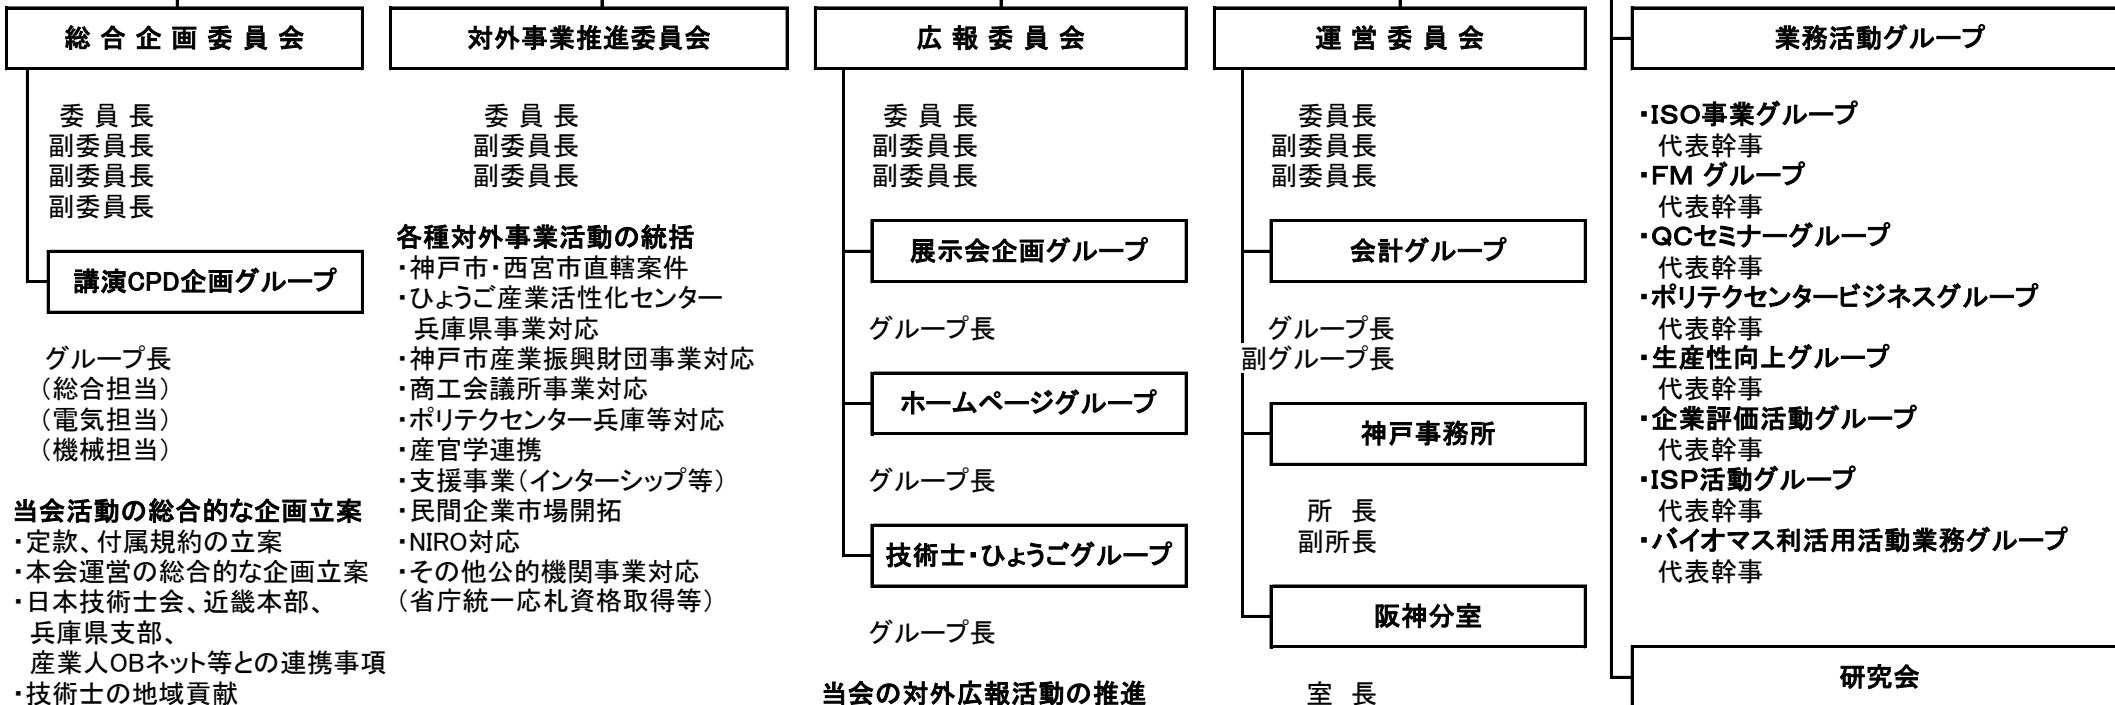 総 合 企 画 委 員 会
委 員 長
副委員長
副委員長
副委員長
講演CPD企画グループ
グループ長
(総合担当)
(電気担当)
(機械担当)
当会活動の総合的な企画立案
・定款、付属規約の立案
・本会運営の総合的な企画立案
・日本技術士会、近畿本部、
兵庫県支部、
産業人OBネット等との連携事項
・技術士の地域貢献
対外事業推進委員会
委 員 長
副委員長
副委員長
各種対外事業活動の統括
・神戸市・西宮市直轄案件
・ひょうご産業活性化センター
兵庫県事業対応
・神戸市産業振興財団事業対応
・商工会議所事業対応
・ポリテクセンター兵庫等対応
・産官学連携
・支援事業(インターシップ等)
・民間企業市場開拓
・NIRO対応
・その他公的機関事業対応
(省庁統一応札資格取得等)
広 報 委 員 会
委 員 長
副委員長
副委員長
展示会企画グループ
グループ長
ホームページグループ
グループ長
技術士・ひょうごグループ
グループ長
当会の対外広報活動の推進
運 営 委 員 会
委員長
副委員長
副委員長
会計グループ
グループ長
副グループ長
神戸事務所
所 長
副所長
阪神分室
室 長
業務活動グループ
・ISO事業グループ
代表幹事
・FM グループ
代表幹事
・QCセミナーグループ
代表幹事
・ポリテクセンタービジネスグループ
代表幹事
・生産性向上グループ
代表幹事
・企業評価活動グループ
代表幹事
・ISP活動グループ
代表幹事
・バイオマス利活用活動業務グループ
代表幹事
研究会